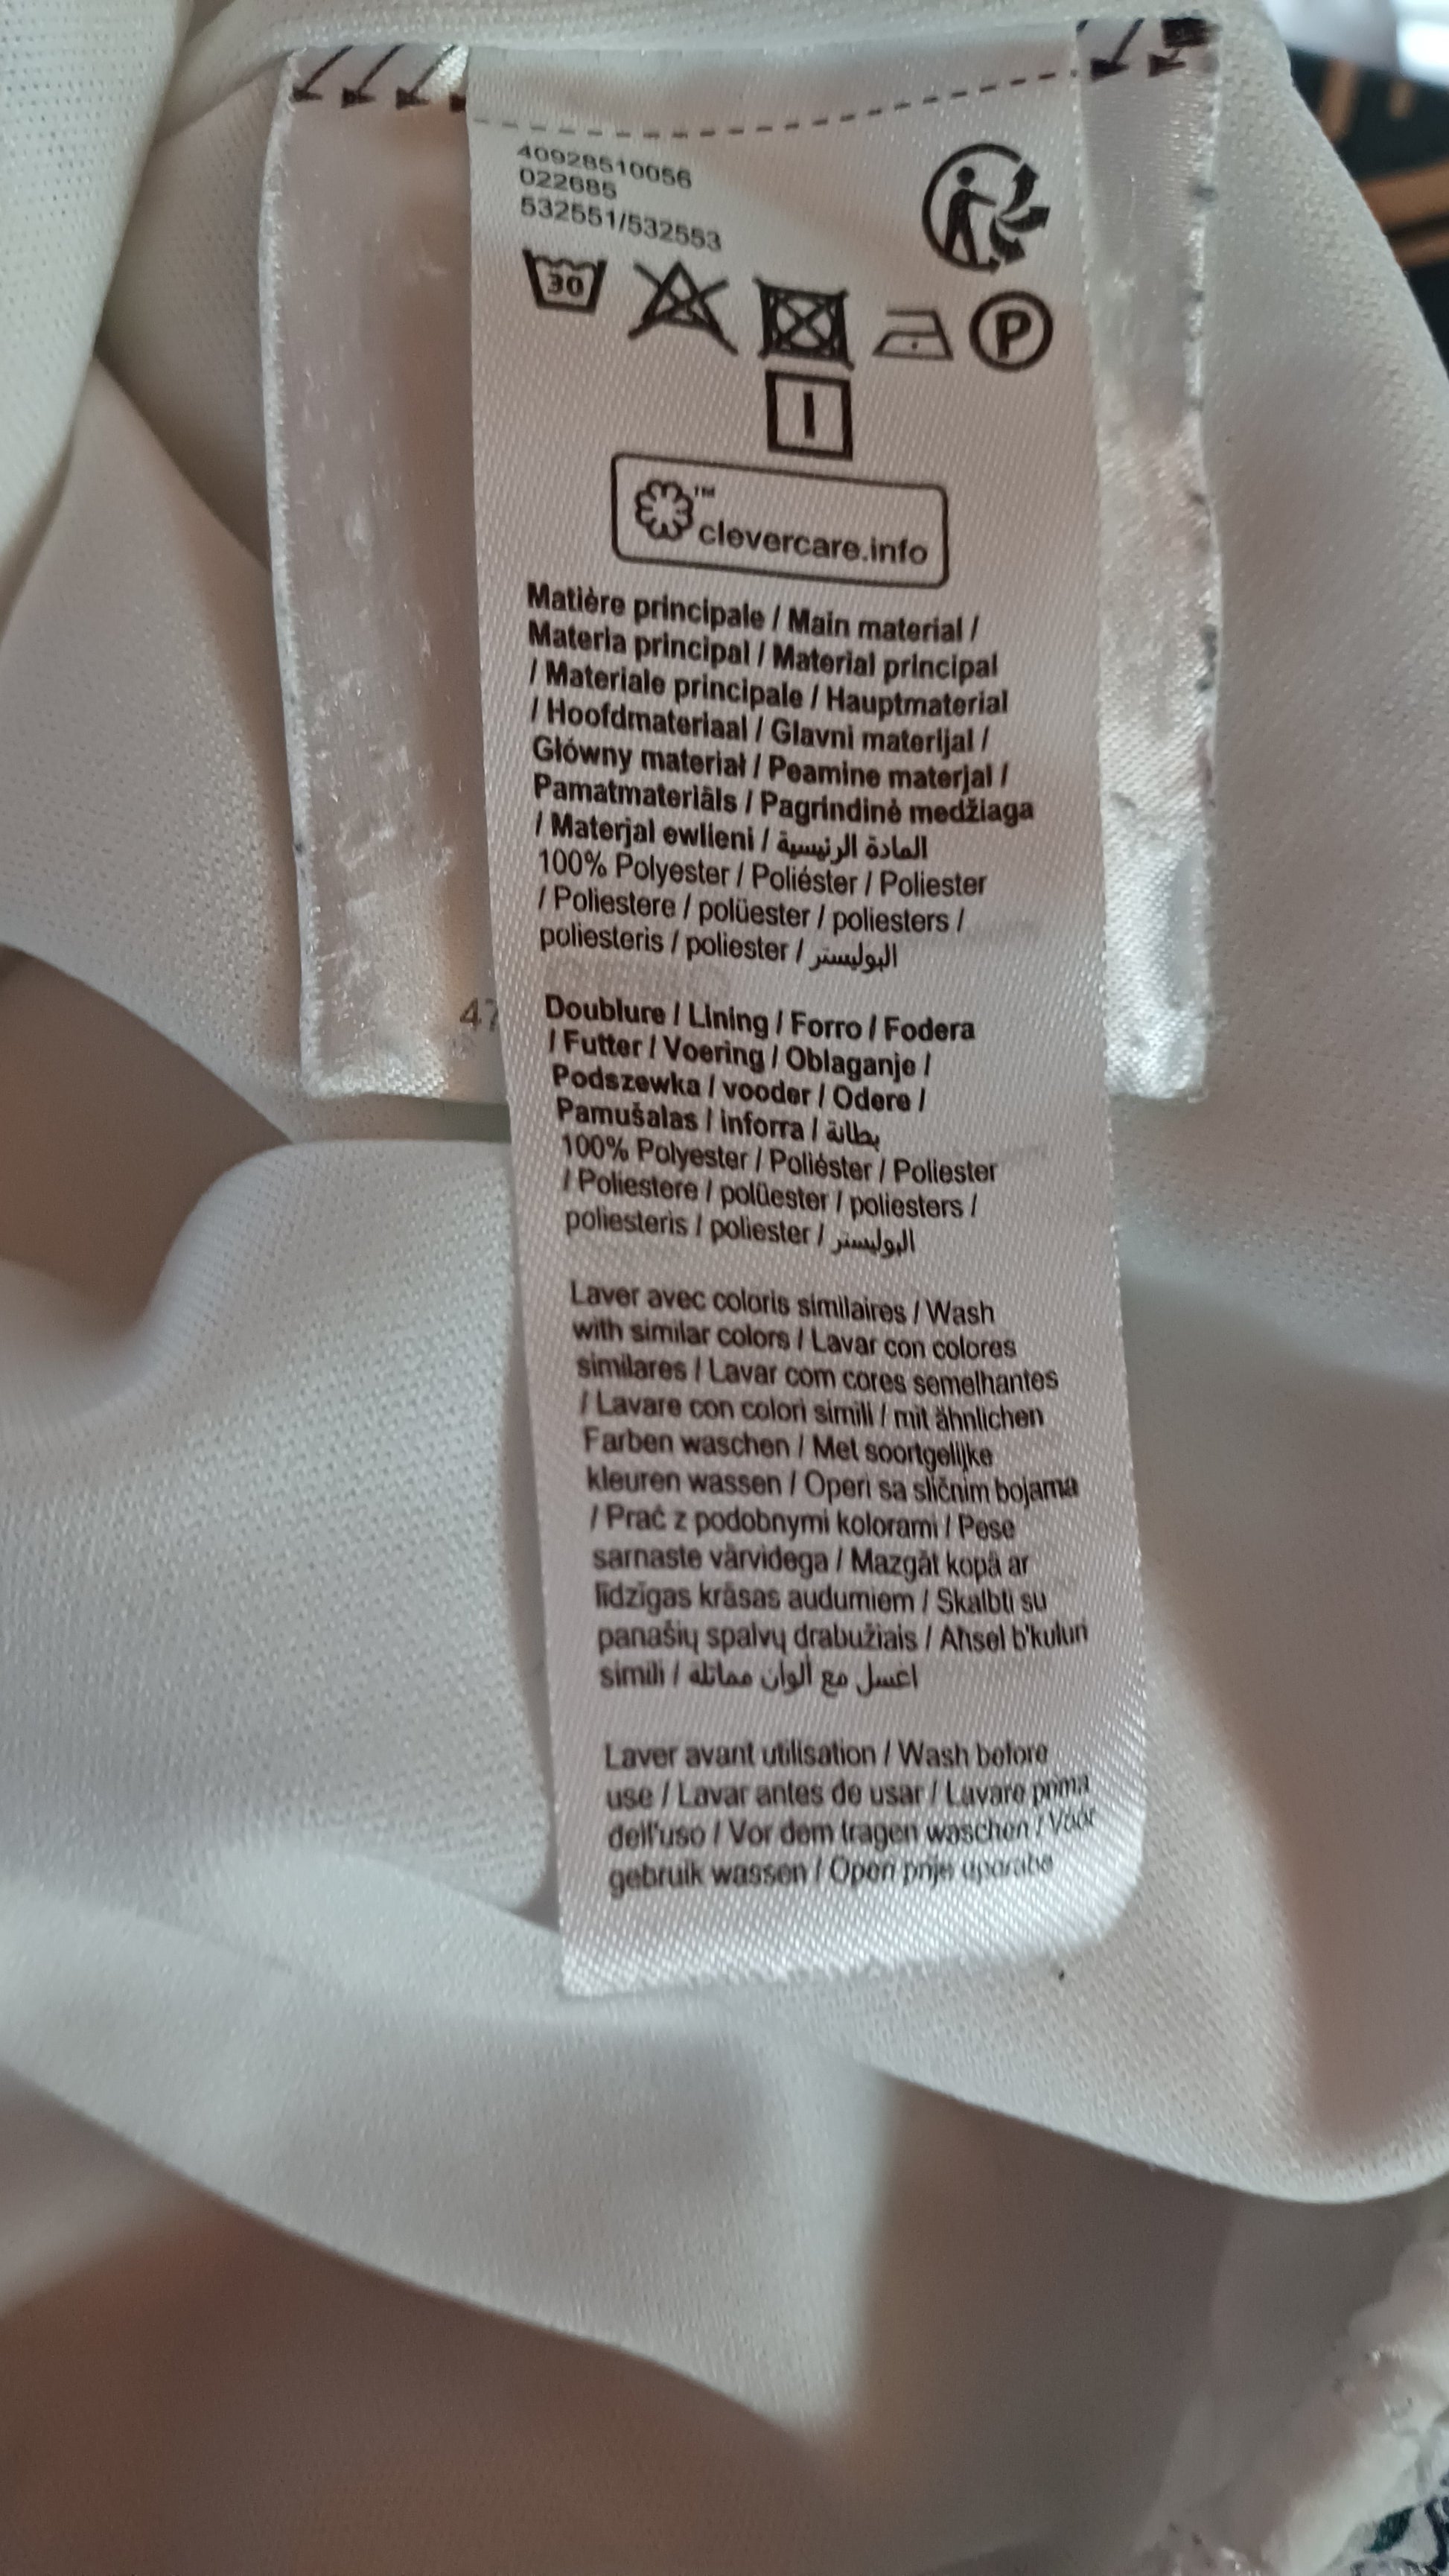 40928510056
022685
532551/532553
30
P
I
™
clevercare.info
Matière principale / Main material /
Materia principal / Material principal
/ Materiale principale / Hauptmaterial
/ Hoofdmateriaal / Glavni materijal /
Główny materiał / Peamine materjal /
Pamatmateriāls / Pagrindinė medžiaga
/ Materjal ewlieni / المادة الرئيسية
100% Polyester / Poliéster / Poliester
/ Poliestere / polüester / poliesters /
poliesteris / poliester / البوليستر
47
Doublure / Lining / Forro / Fodera
/ Futter / Voering / Oblaganje /
Podszewka / vooder / Odere /
Pamušalas / inforra / بطانة
100% Polyester / Poliéster / Poliester
/ Poliestere / polüester / poliesters /
poliesteris / poliester / البوليستر
Laver avec coloris similaires / Wash
with similar colors / Lavar con colores
similares / Lavar com cores semelhantes
/ Lavare con colori simili / mit ähnlichen
Farben waschen / Met soortgelijke
kleuren wassen / Operi sa sličnim bojama
/ Prać z podobnymi kolorami / Pese
sarnaste värvidega / Mazgāt kopā ar
līdzīgas krāsas audumiem / Skalbti su
panašių spalvų drabužiais / Aħsel b'kuluri
simili / اغسل مع ألوان مماثلة
Laver avant utilisation / Wash before
use / Lavar antes de usar / Lavare prima
dell'uso / Vor dem tragen waschen / Vóór
gebruik wassen / Operi prije uporabe